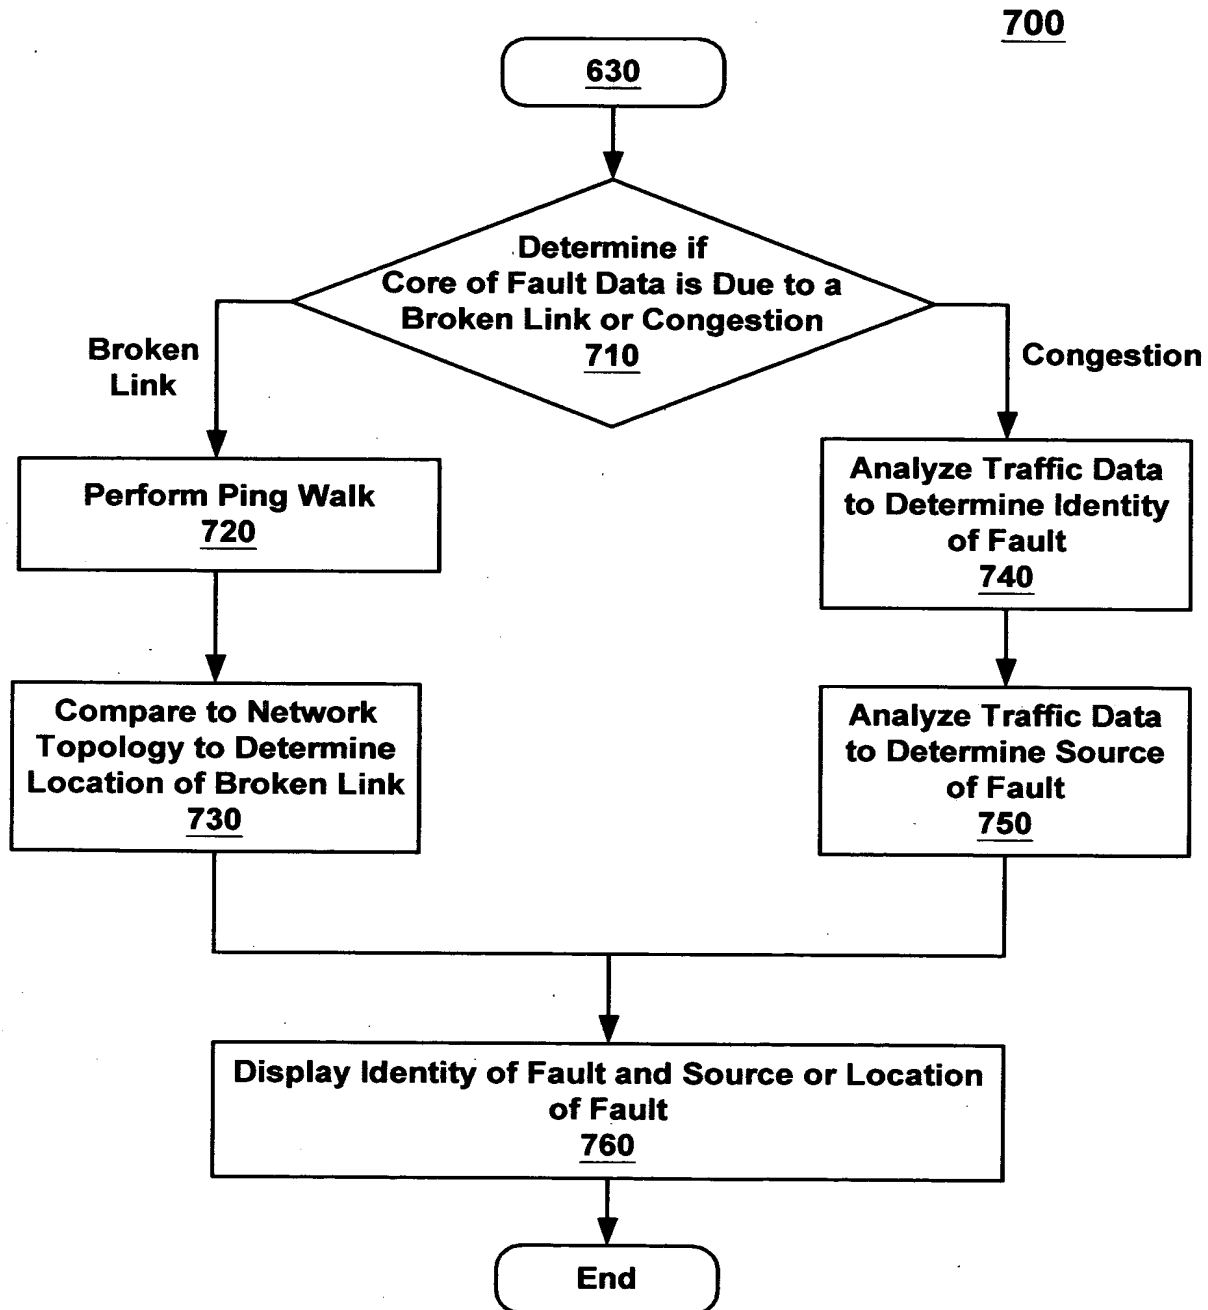 700
630
Determine if
Core of Fault Data is Due to a
Broken Link or Congestion
710
Broken
Link
Congestion
Perform Ping Walk
720
Analyze Traffic Data
to Determine Identity
of Fault
740
Compare to Network
Topology to Determine
Location of Broken Link
730
Analyze Traffic Data
to Determine Source
of Fault
750
Display Identity of Fault and Source or Location
of Fault
760
End